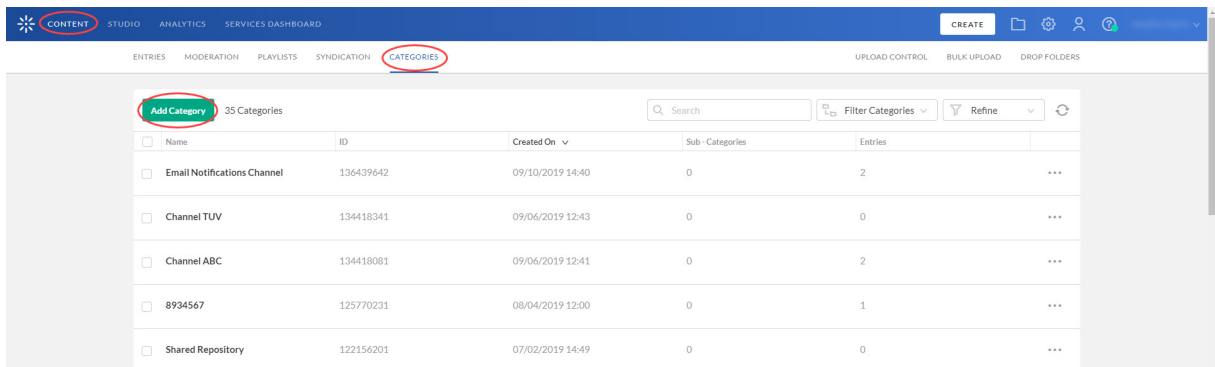 CONTENT STUDIO ANALYTICS SERVICES DASHBOARD CREATE
ENTRIES MODERATION PLAYLISTS SYNDICATION CATEGORIES UPLOAD CONTROL BULK UPLOAD DROP FOLDERS
Add Category 35 Categories Search Filter Categories Refine
Name ID Created On Sub-Categories Entries
Email Notifications Channel 136439642 09/10/2019 14:40 0 2
Channel TUV 134418341 09/06/2019 12:43 0 0
Channel ABC 134418081 09/06/2019 12:41 0 2
8934567 125770231 08/04/2019 12:00 0 1
Shared Repository 122156201 07/02/2019 14:49 0 0